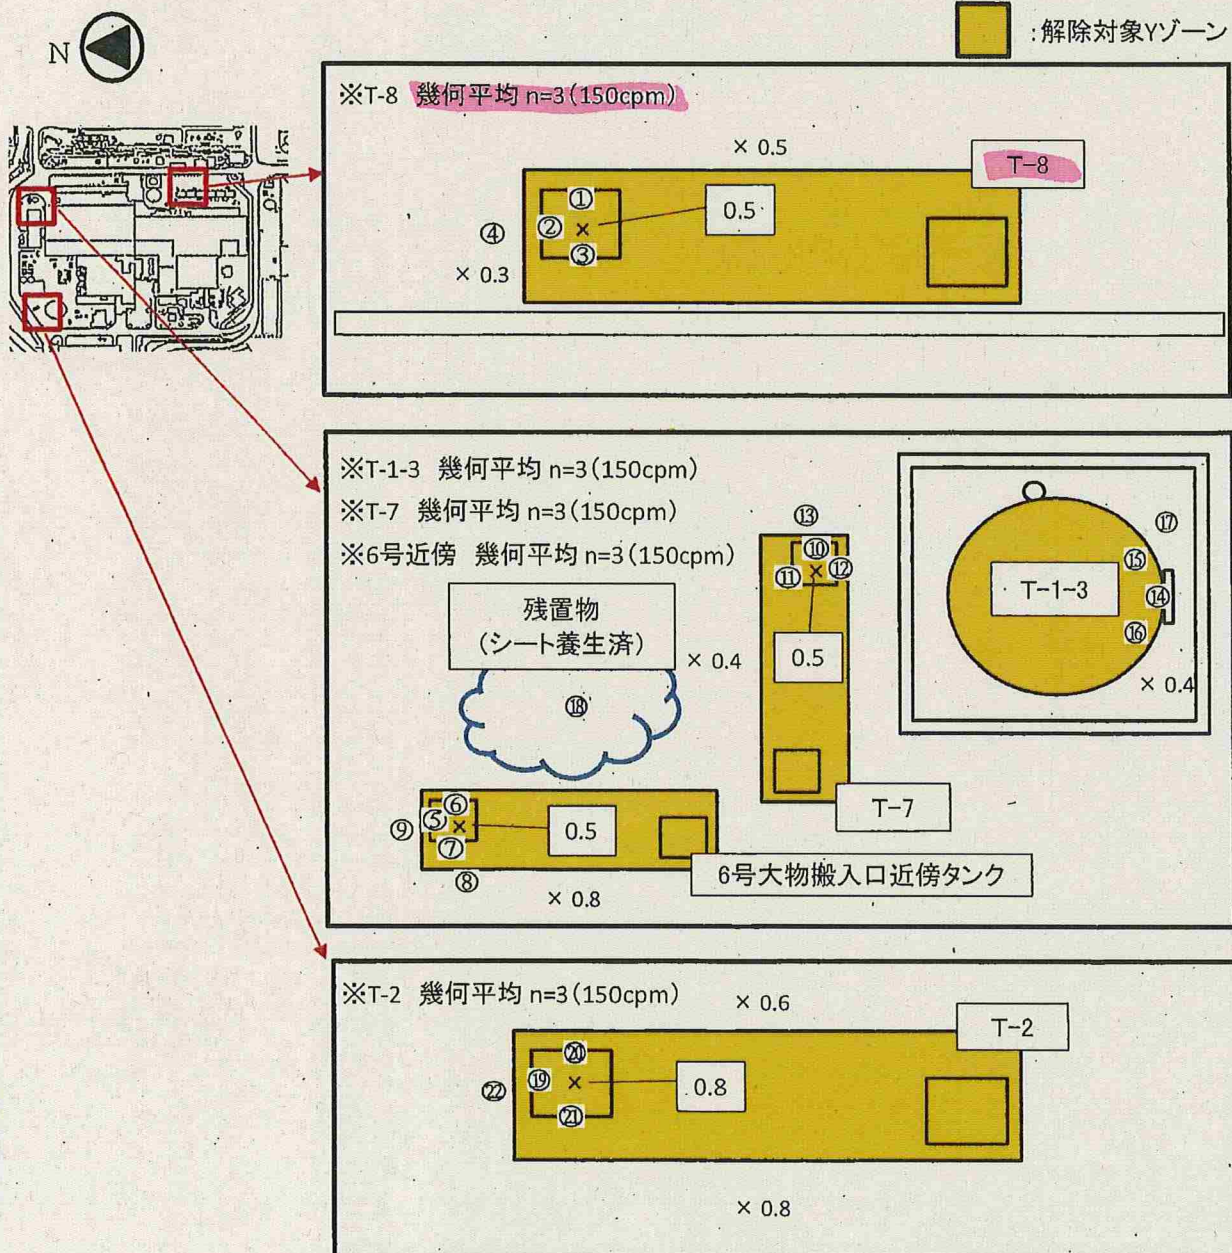 N
:解除対象Yゾーン
※T-8 幾何平均 n=3(150cpm)
× 0.5
T-8
①
0.5
②
×
④
③
× 0.3
※T-1-3 幾何平均 n=3(150cpm)
※T-7 幾何平均 n=3(150cpm)
※6号近傍 幾何平均 n=3(150cpm)
⑬
⑰
⑩
⑪ × ⑫
⑮
T-1-3
⑭
⑯
× 0.4
残置物
(シート養生済)
× 0.4
0.5
⑱
T-7
⑥
⑨
⑤ ×
0.5
⑦
⑧
6号大物搬入口近傍タンク
× 0.8
※T-2 幾何平均 n=3(150cpm)
× 0.6
T-2
⑳
⑲ ×
0.8
㉒
㉑
× 0.8